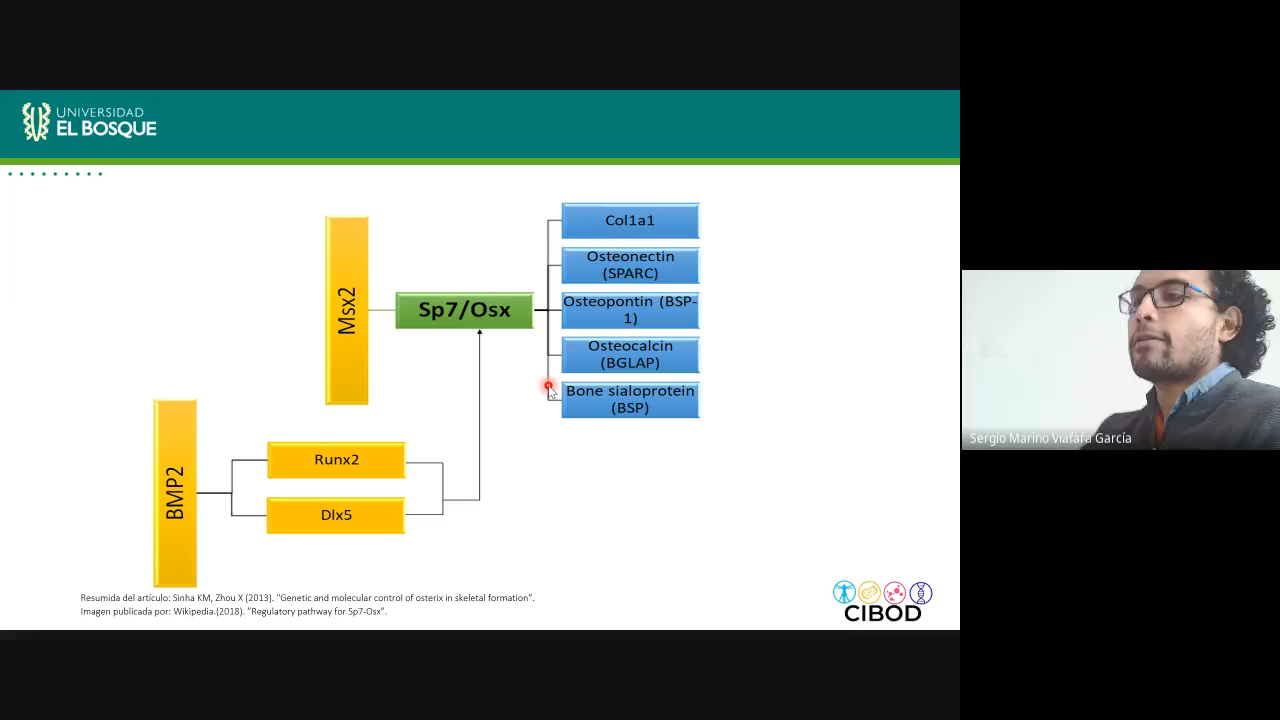 UNIVERSIDAD
EL BOSQUE
Col1a1
Osteonectin
(SPARC)
Msx2
Sp7/Osx
Osteopontin (BSP-
1)
Osteocalcin
(BGLAP)
Bone sialoprotein
(BSP)
BMP2
Runx2
Dlx5
Resumida del artículo: Sinha KM, Zhou X (2013). "Genetic and molecular control of osterix in skeletal formation".
Imagen publicada por: Wikipedia.(2018). "Regulatory pathway for Sp7-Osx".
CIBOD
Sergio Marino Viafara García